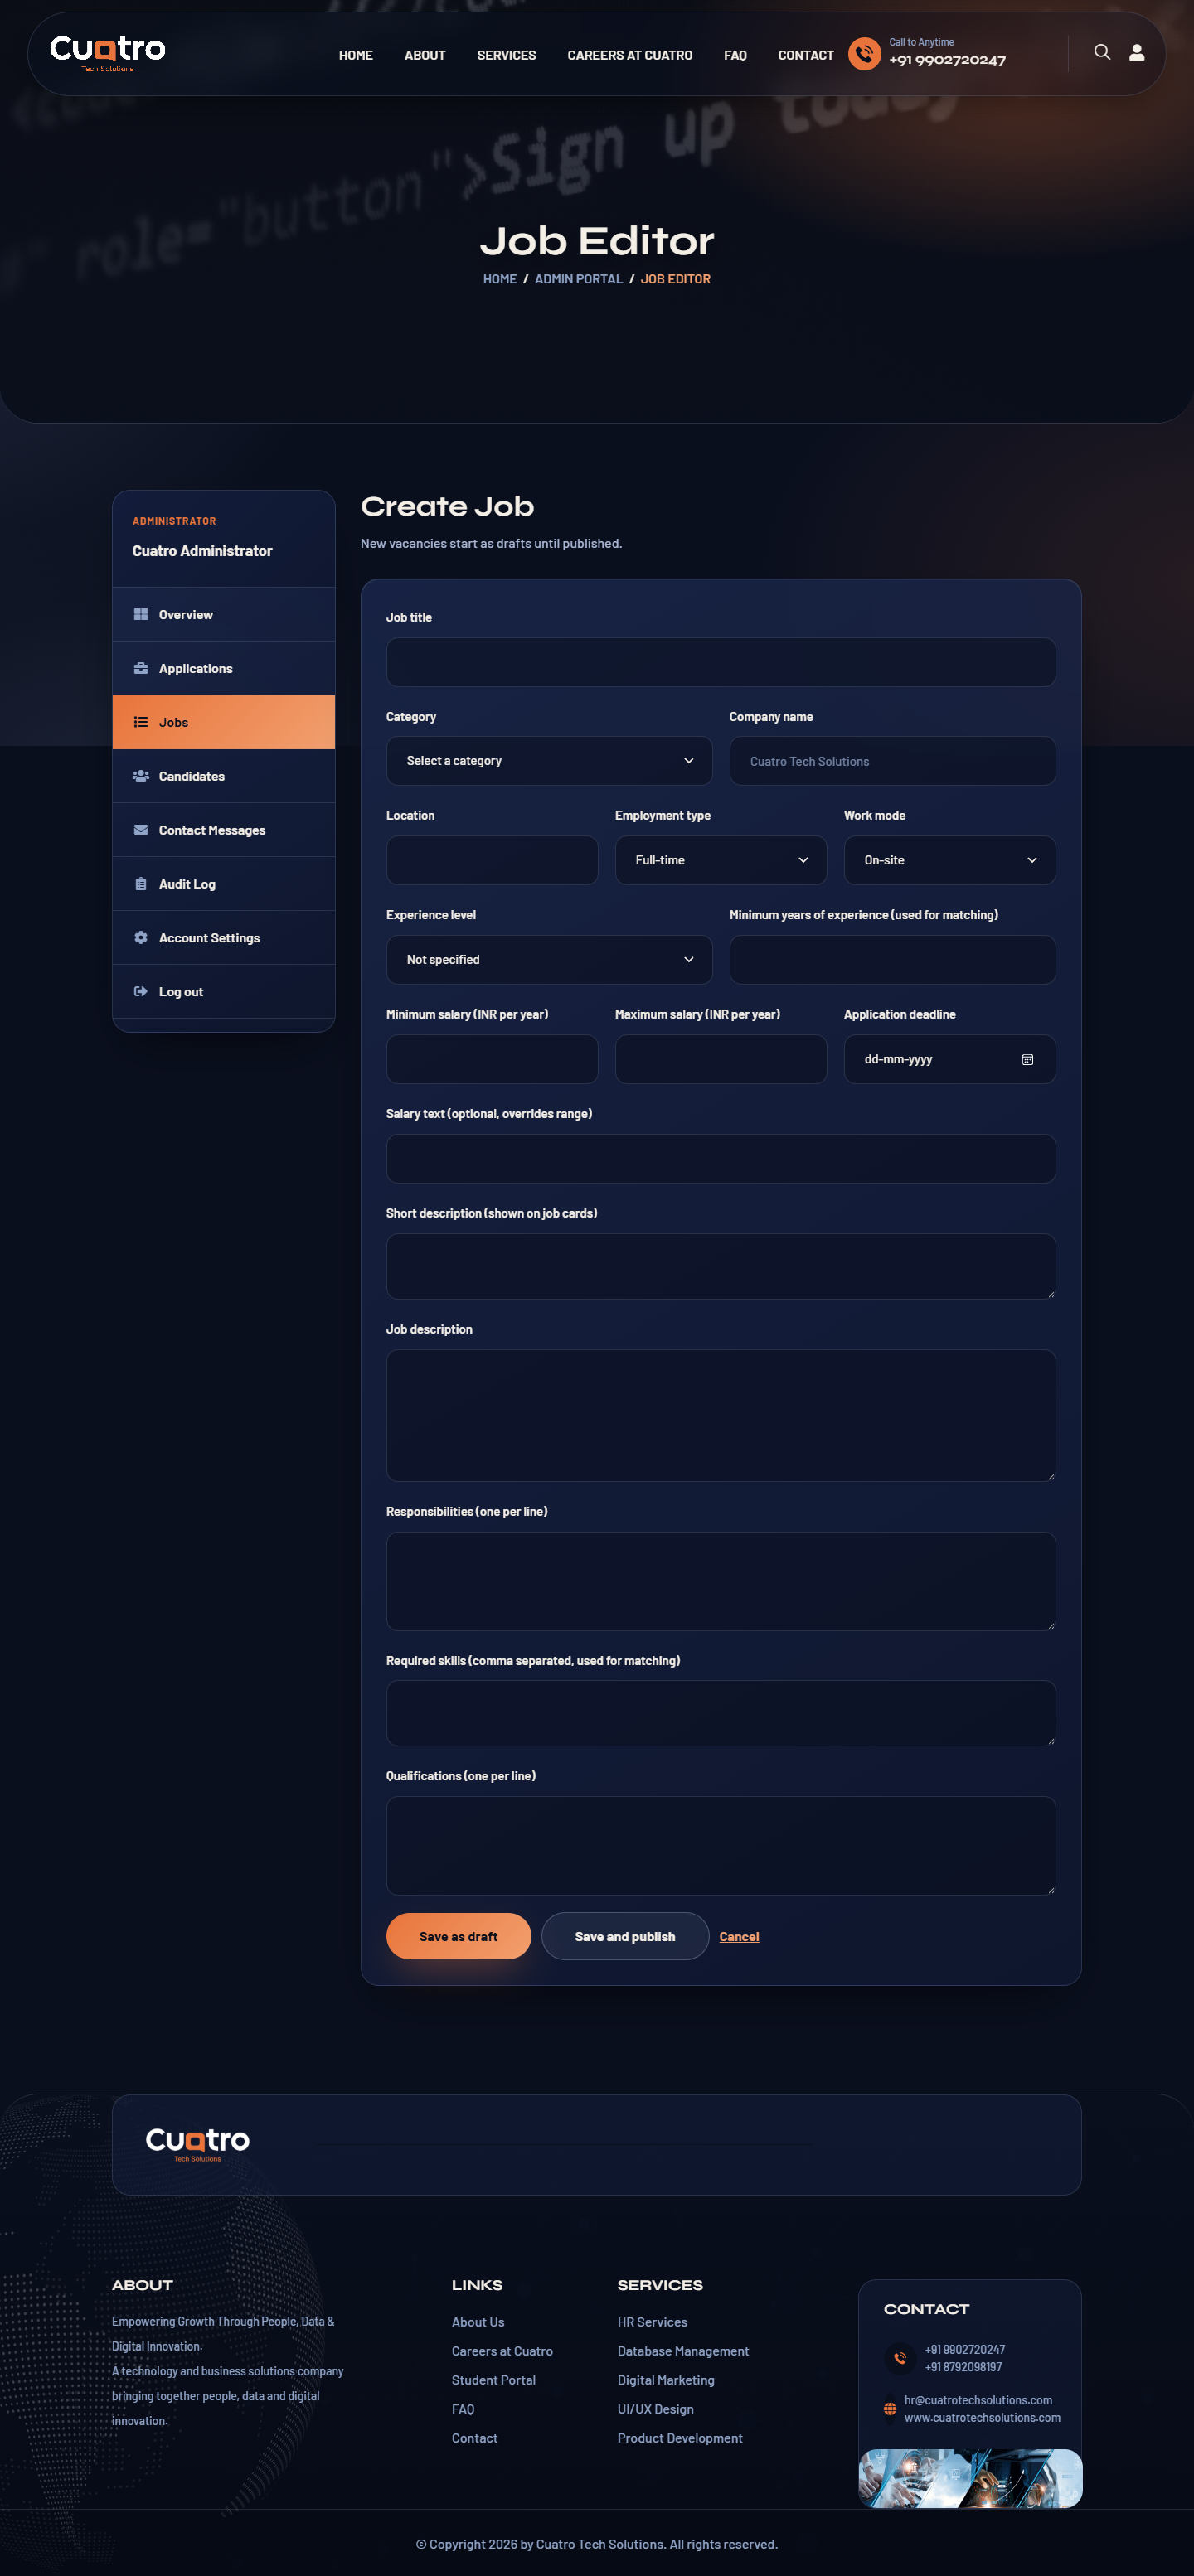 Cuatro
Tech Solutions
HOME
ABOUT
SERVICES
CAREERS AT CUATRO
FAQ
CONTACT
Call to Anytime
+91 9902720247
role="button">Sign up today
Job Editor
HOME / ADMIN PORTAL / JOB EDITOR
ADMINISTRATOR
Cuatro Administrator
Overview
Applications
Jobs
Candidates
Contact Messages
Audit Log
Account Settings
Log out
Create Job
New vacancies start as drafts until published.
Job title
Category
Company name
Select a category
Cuatro Tech Solutions
Location
Employment type
Work mode
Full-time
On-site
Experience level
Minimum years of experience (used for matching)
Not specified
Minimum salary (INR per year)
Maximum salary (INR per year)
Application deadline
dd-mm-yyyy
Salary text (optional, overrides range)
Short description (shown on job cards)
Job description
Responsibilities (one per line)
Required skills (comma separated, used for matching)
Qualifications (one per line)
Save as draft
Save and publish
Cancel
Cuatro
Tech Solutions
ABOUT
Empowering Growth Through People, Data &
Digital Innovation.
A technology and business solutions company
bringing together people, data and digital
innovation.
LINKS
About Us
Careers at Cuatro
Student Portal
FAQ
Contact
SERVICES
HR Services
Database Management
Digital Marketing
UI/UX Design
Product Development
CONTACT
+91 9902720247
+91 8792098197
hr@cuatrotechsolutions.com
www.cuatrotechsolutions.com
© Copyright 2026 by Cuatro Tech Solutions. All rights reserved.